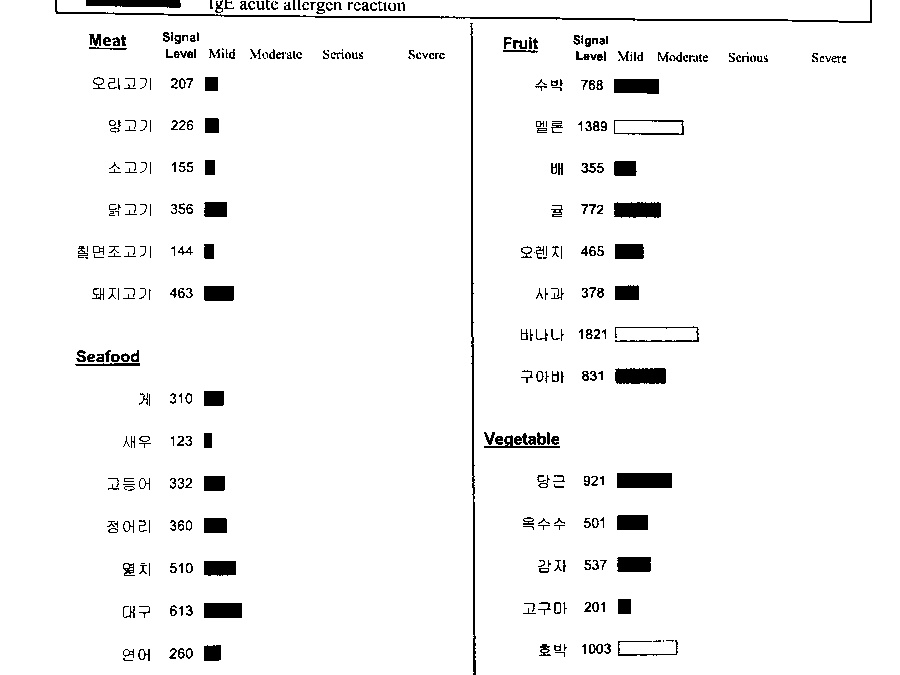 IgE acute allergen reaction
Meat Signal Level Mild Moderate Serious Severe
오리고기 207
양고기 226
소고기 155
닭고기 356
칠면조고기 144
돼지고기 463
Seafood
게 310
새우 123
고등어 332
정어리 360
멸치 510
대구 613
연어 260
Fruit Signal Level Mild Moderate Serious Severe
수박 768
멜론 1389
배 355
귤 772
오렌지 465
사과 378
바나나 1821
구아바 831
Vegetable
당근 921
옥수수 501
감자 537
고구마 201
호박 1003